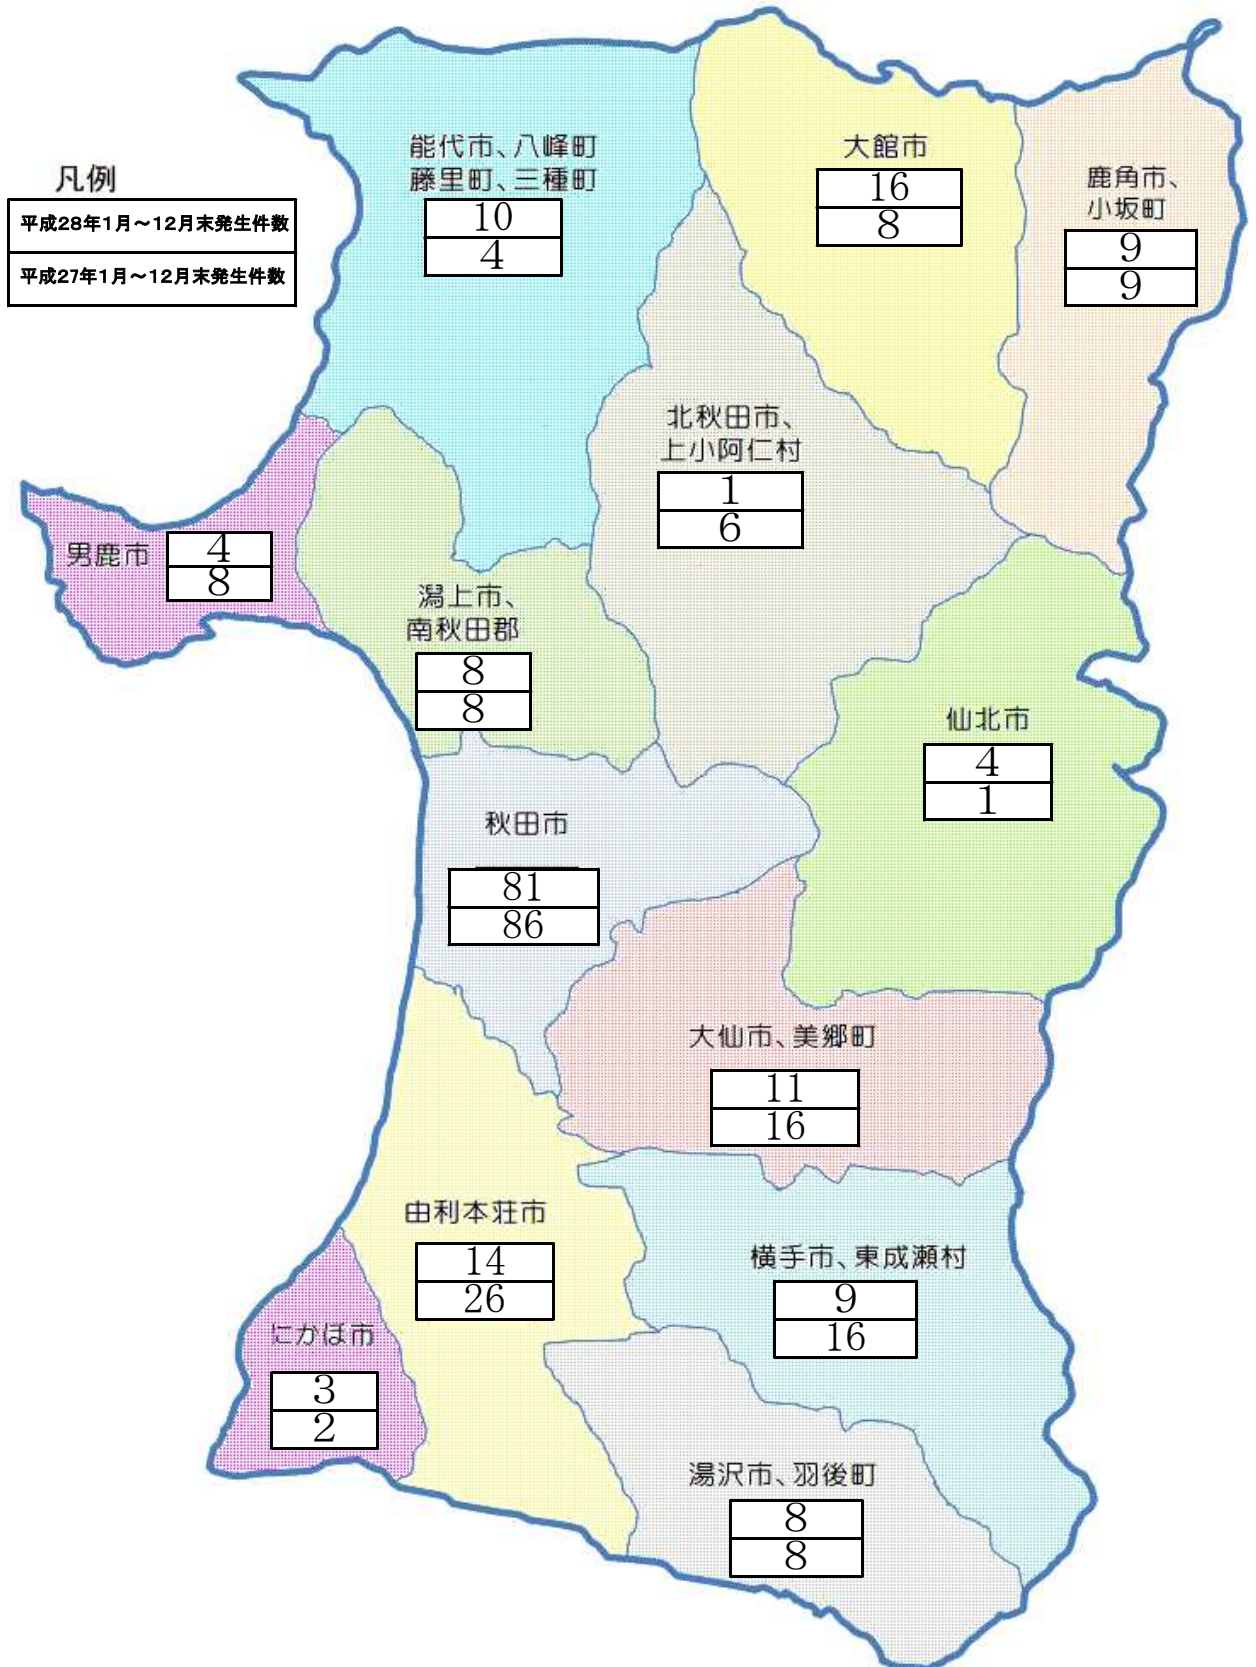 能代市、八峰町
藤里町、三種町
10
4
大館市
16
8
鹿角市、
小坂町
9
9
凡例
平成28年1月～12月末発生件数
平成27年1月～12月末発生件数
北秋田市、
上小阿仁村
1
6
男鹿市
4
8
潟上市、
南秋田郡
8
8
仙北市
4
1
秋田市
81
86
大仙市、美郷町
11
16
由利本荘市
14
26
横手市、東成瀬村
9
16
にかほ市
3
2
湯沢市、羽後町
8
8